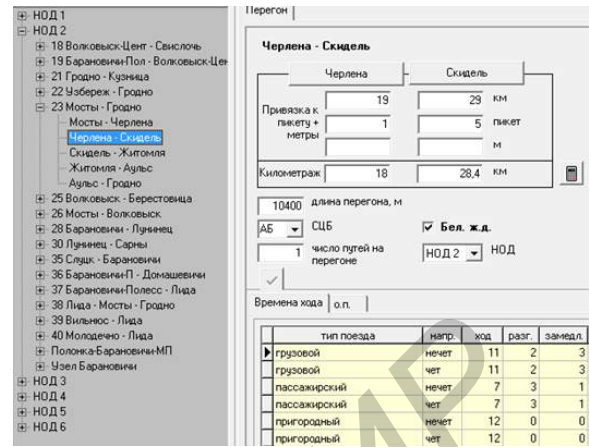 НОД 1
НОД 2
18 Волковыск-Цент - Свислочь
19 Барановичи-Пол - Волковыск-Цен
21 Гродно - Кузница
22 Узбереж - Гродно
23 Мосты - Гродно
Мосты - Черлена
Черлена - Скидель
Скидель - Житомля
Житомля - Аульс
Аульс - Гродно
25 Волковыск - Берестовица
26 Мосты - Волковыск
28 Барановичи - Лунинец
30 Лунинец - Сарны
35 Слуцк - Барановичи
36 Барановичи-П - Домашевичи
37 Барановичи-Полесс - Лида
38 Лида - Мосты - Гродно
39 Вильнюс - Лида
40 Молодечно - Лида
Полонка-Барановичи-МП
Узел Барановичи
НОД 3
НОД 4
НОД 5
НОД 6
Перегон
Черлена - Скидель
Черлена Скидель
Привязка к пикету + метры
19 29 км
1 5 пикет
м
Километраж 18 28,4 км
10400 длина перегона, м
АБ СЦБ Бел. ж.д.
1 число путей на перегоне НОД 2 НОД
Времена хода о.п.
тип поезда напр. ход разг. замедл.
грузовой нечет 11 2 3
грузовой чет 11 2 3
пассажирский нечет 7 3 1
пассажирский чет 7 3 1
пригородный нечет 12 0 0
пригородный чет 12 0 0